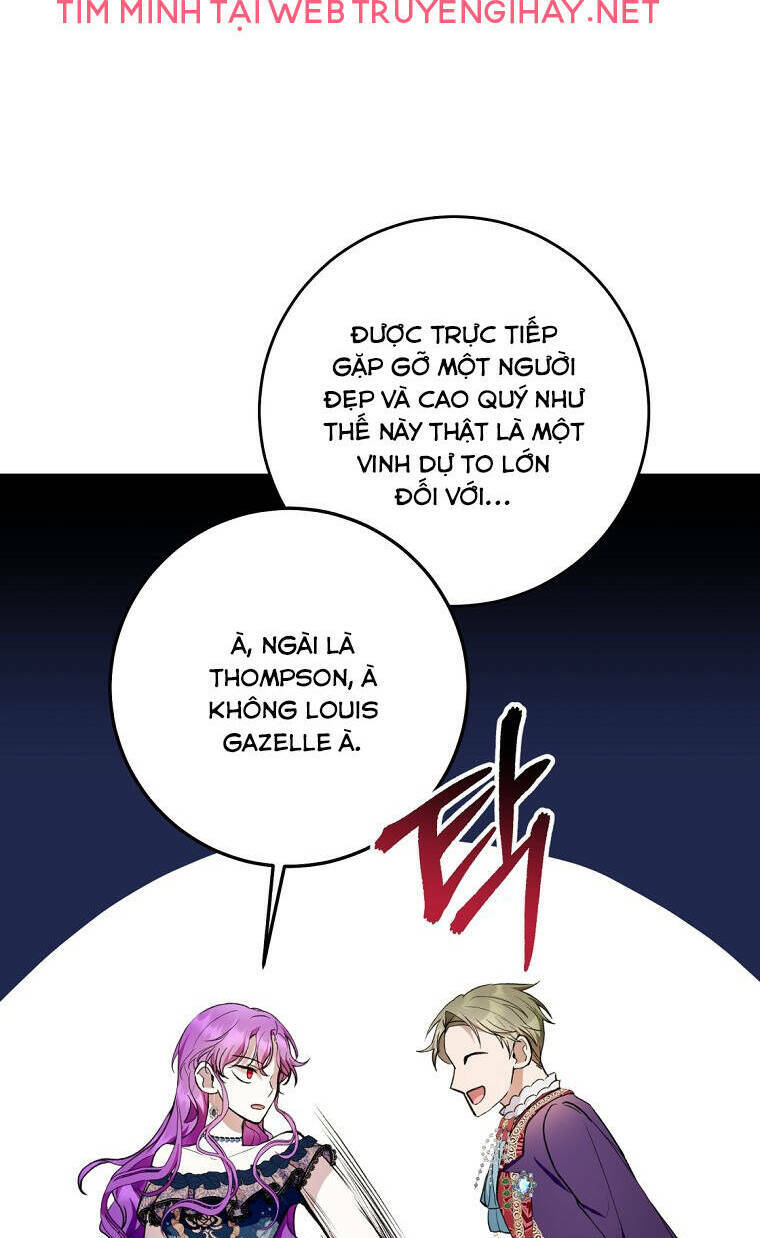 TÌM MÌNH TẠI WEB TRUYENGIHAY.NET
ĐƯỢC TRỰC TIẾP
GẶP GỠ MỘT NGƯỜI
ĐẸP VÀ CAO QUÝ NHƯ
THẾ NÀY THẬT LÀ MỘT
VINH DỰ TO LỚN
ĐỐI VỚI...
À, NGÀI LÀ
THOMPSON, À
KHÔNG LOUIS
GAZELLE À.
탁